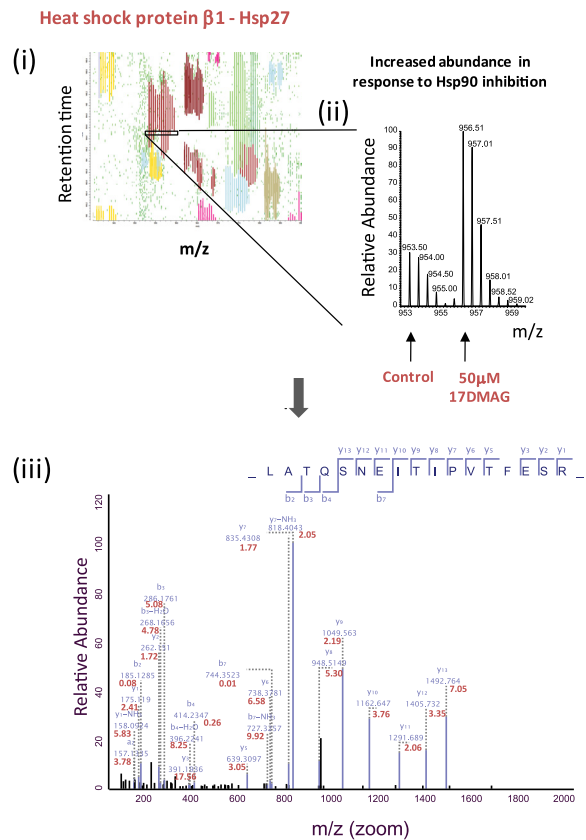 Heat shock protein β1 - Hsp27
(i)
Retention time
m/z
Increased abundance in
response to Hsp90 inhibition
(ii)
Relative Abundance
100
90
80
70
60
50
40
30
20
10
0
956.51
957.01
957.51
953.50
954.00
954.50
955.00
958.01
958.52
959.02
953
955
957
959
m/z
Control
50μM
17DMAG
(iii)
y13 y12 y11 y10 y9 y8 y7 y6 y5 y3 y2 y1
_ L A T Q S N E I T I P V T F E S R _
b2 b3 b4 b7
Relative Abundance
120
100
80
60
40
20
0
y7-NH3
818.4043
2.05
y7
835.4308
1.77
b3
286.1761
5.08
b3-H2O
268.1656
4.78
y2
1.72
b2
185.1285
0.08
y1
175.119
2.41
y1-NH3
158.0924
5.83
3.78
b4
414.2347
0.26
b4-H2O
396.2241
8.25
17.56
b7
744.3523
0.01
y6
738.3781
6.58
b7-NH3
9.92
y5
639.3097
3.05
y9
1049.563
2.19
y8
948.5149
5.30
y10
1162.647
3.76
y11
1291.689
2.06
y12
1405.732
3.35
y13
1492.764
7.05
200
400
600
800
1000
1200
1400
1600
1800
2000
m/z (zoom)